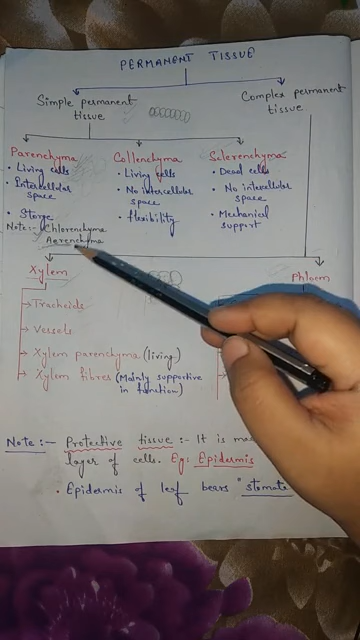 PERMANENT TISSUE
Simple permanent tissue
Complex permanent tissue
Parenchyma
• Living cells
• Intercellular space
• Storge
Note:- Chlorenchyma
Aerenchyma
Collenchyma
• Living cells
• No intercellular space
• flexibility
Sclerenchyma
• Dead cells
• No intercellular space
• Mechanical support
Xylem
Tracheids
Vessels
Xylem parenchyma (living)
Xylem fibres (Mainly supportive in function)
Phloem
Note :- Protective tissue :- It is
layer of cells. Eg: Epidermis
• Epidermis of leaf bears "stomata